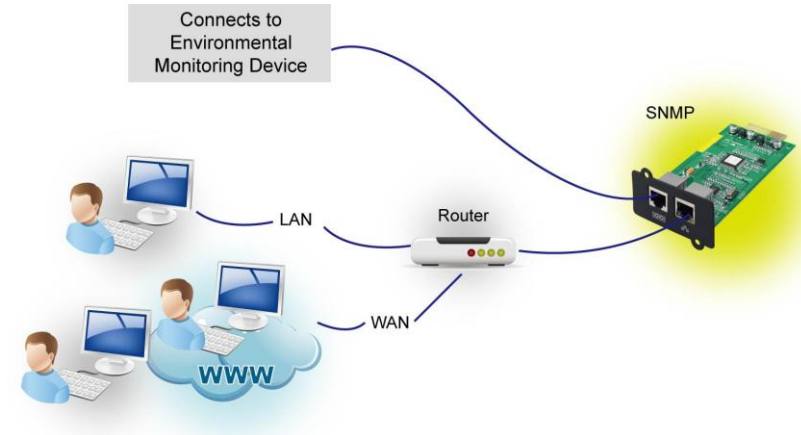 Connects to
Environmental
Monitoring Device
SNMP
Router
LAN
WAN
www